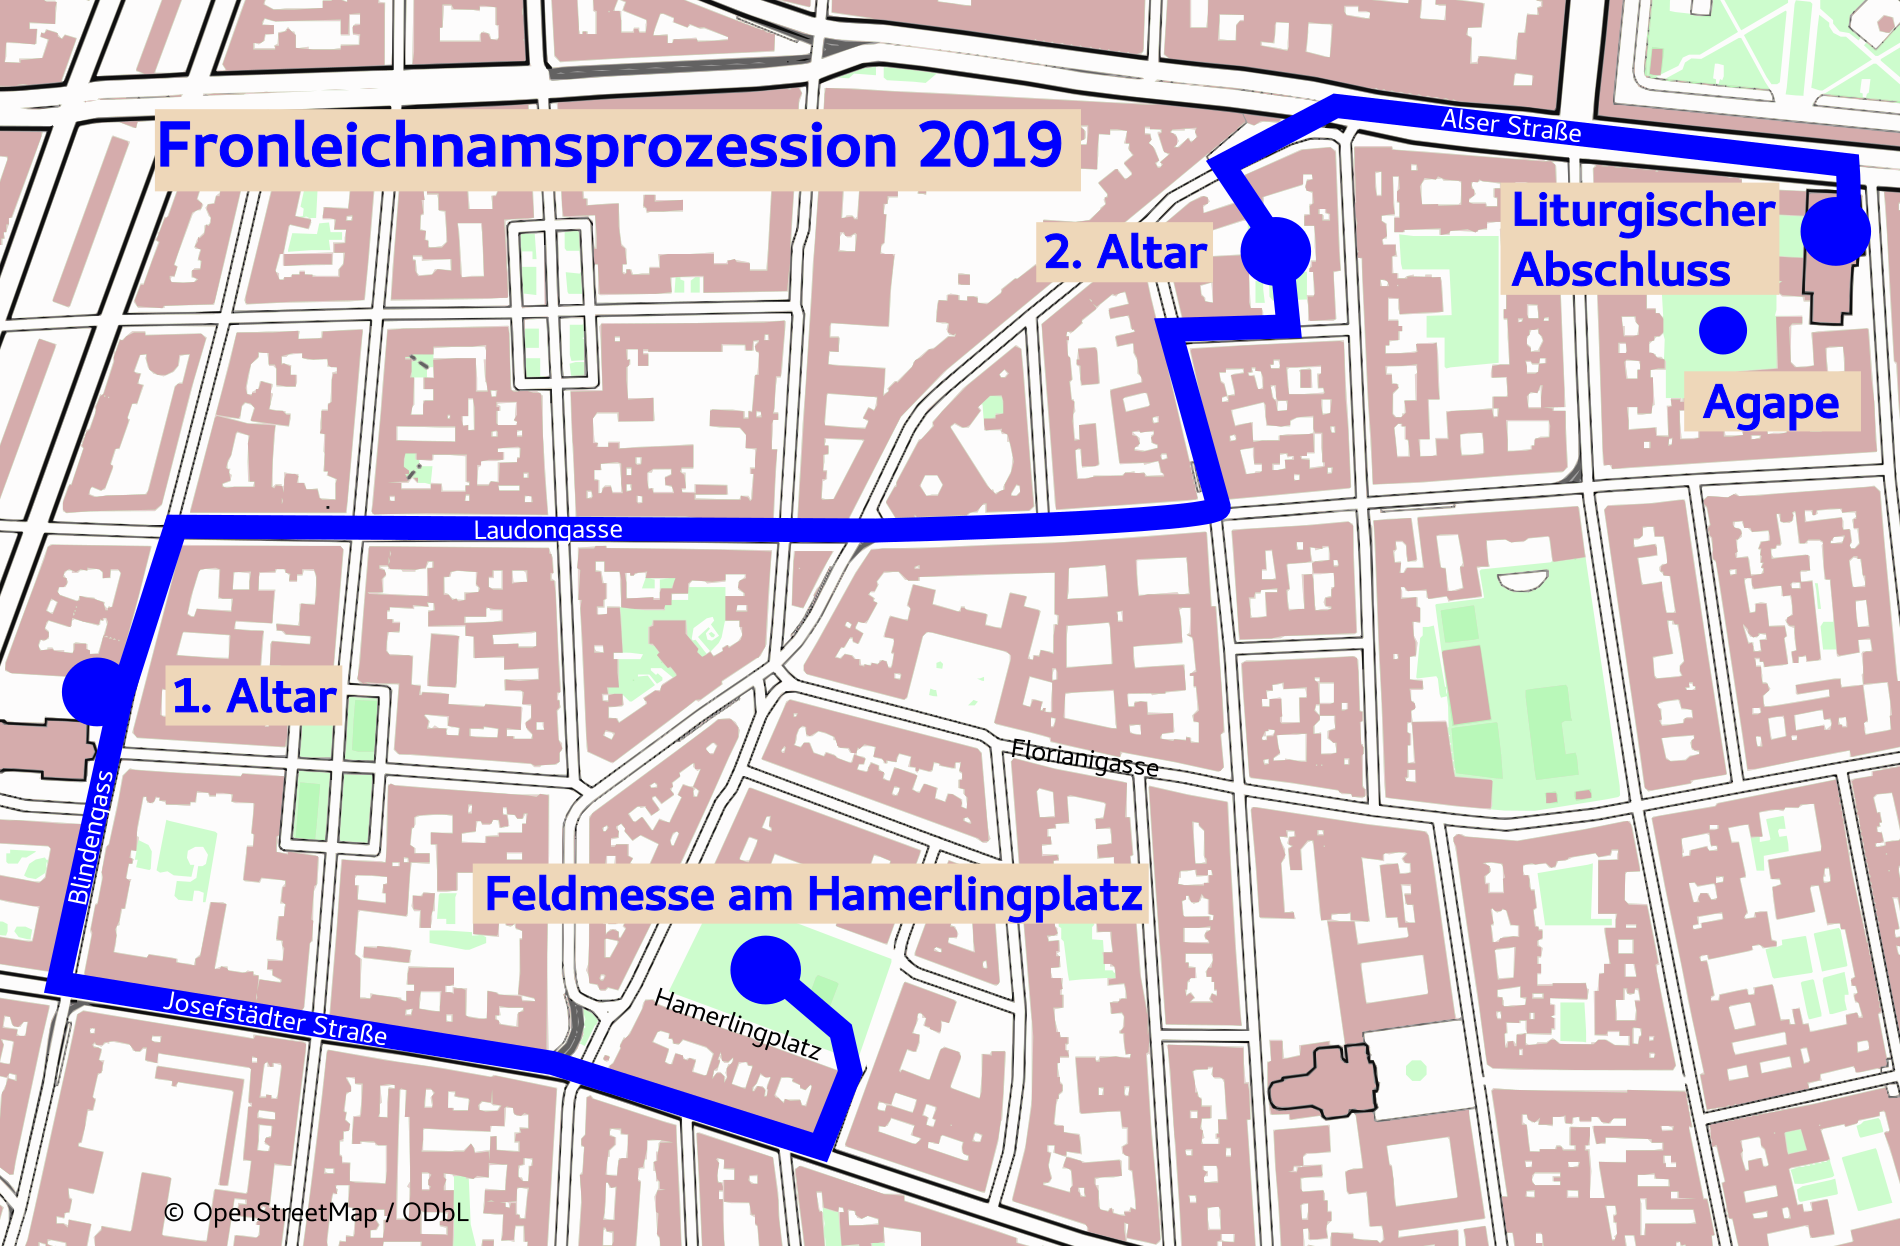 Fronleichnamsprozession 2019
Alser Straße
Liturgischer
Abschluss
2. Altar
Agape
Laudongasse
1. Altar
Florianigasse
Blindengass
Feldmesse am Hamerlingplatz
Hamerlingplatz
Josefstädter Straße
© OpenStreetMap / ODbL